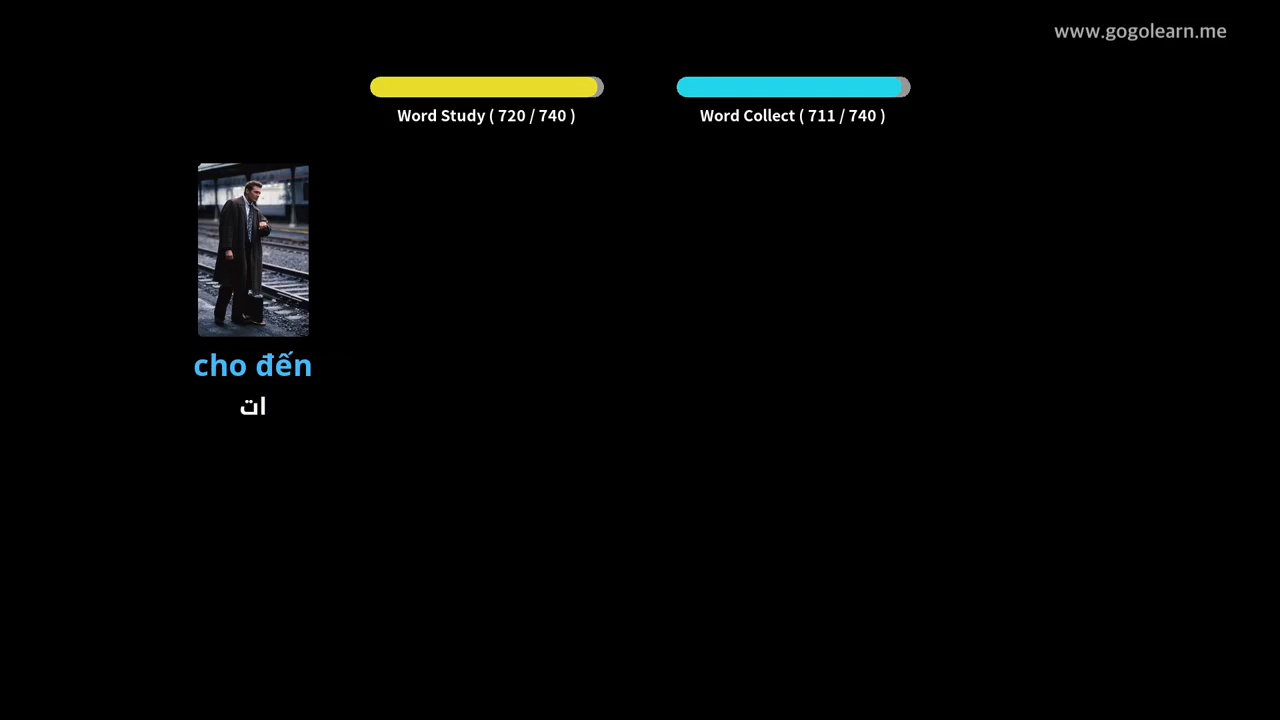 www.gogolearn.me
Word Study ( 720 / 740 )
Word Collect ( 711 / 740 )
cho đến
ات